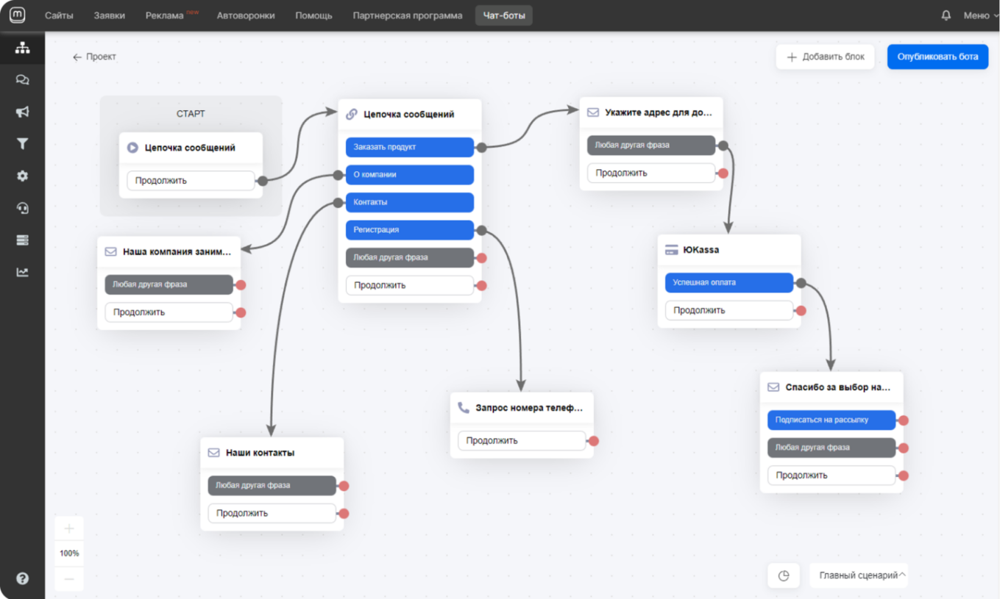 Сайты
Заявки
Реклама new
Автоворонки
Помощь
Партнерская программа
Чат-боты
Меню
Проект
Добавить блок
Опубликовать бота
СТАРТ
Цепочка сообщений
Продолжить
Цепочка сообщений
Заказать продукт
О компании
Контакты
Регистрация
Любая другая фраза
Продолжить
Укажите адрес для до...
Любая другая фраза
Продолжить
Наша компания заним...
Любая другая фраза
Продолжить
ЮKassa
Успешная оплата
Продолжить
Запрос номера телеф...
Продолжить
Спасибо за выбор на...
Подписаться на рассылку
Любая другая фраза
Продолжить
Наши контакты
Любая другая фраза
Продолжить
100%
Главный сценарий